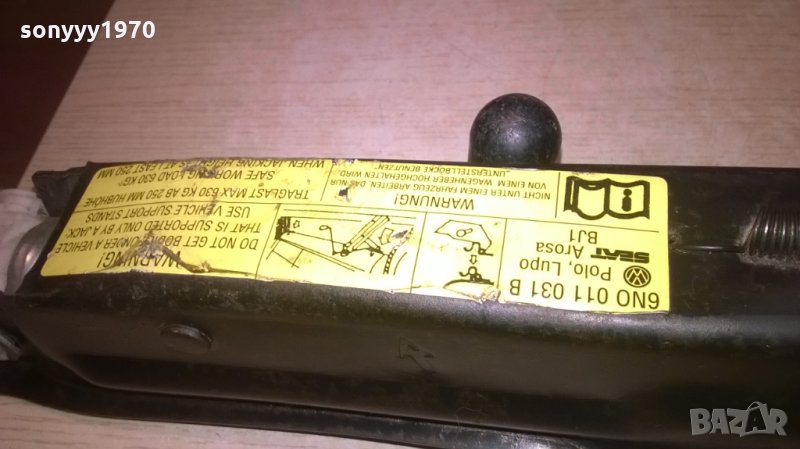 sonyyy1970
6N0 011 031 B
Polo, Lupo
SEAT Arosa
BJ1
WARNUNG!
NICHT UNTER EINEM FAHRZEUG ARBEITEN, DAS NUR
VON EINEM WAGENHEBER HOCHGEHALTEN WIRD.
"UNTERSTELLBÖCKE BENUTZEN."
TRAGLAST MAX 630 KG AB 250 MM HUBHÖHE
SAFE WORKING LOAD 630 KG
WHEN JACKING HEIGHT IS AT LEAST 250 MM
WARNING!
DO NOT GET BODY UNDER A VEHICLE
THAT IS SUPPORTED ONLY BY A JACK:
USE VEHICLE SUPPORT STANDS
BAZAR